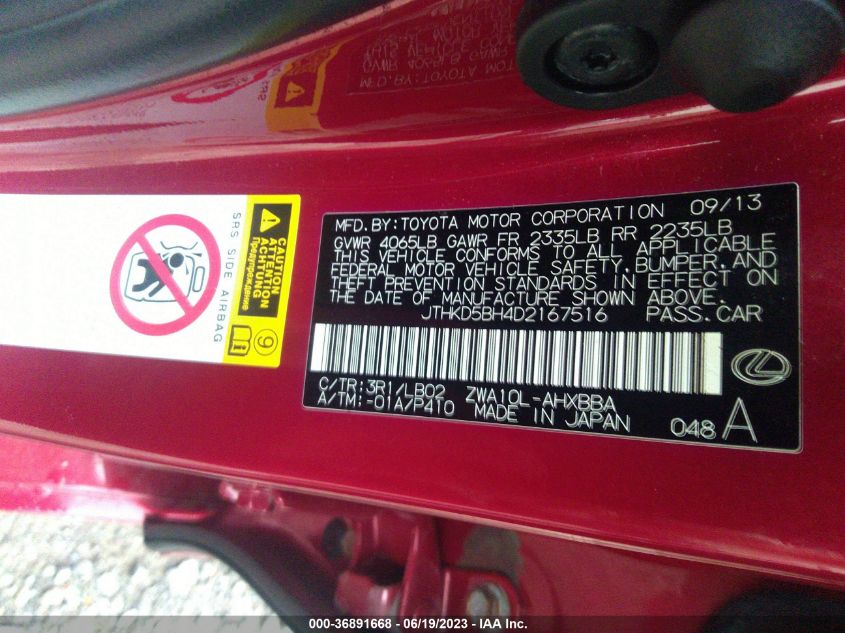 MFD.BY:TOYOTA MOTOR CORPORATION 09/13
GVWR 4065LB GAWR FR 2335LB RR 2235LB
THIS VEHICLE CONFORMS TO ALL APPLICABLE
FEDERAL MOTOR VEHICLE SAFETY,BUMPER,AND
THEFT PREVENTION STANDARDS IN EFFECT ON
THE DATE OF MANUFACTURE SHOWN ABOVE.
JTHKD5BH4D2167516 PASS.CAR
C/TR:3R1/LB02 ZWA10L-AHXBBA
A/TM:-01A/P410 MADE IN JAPAN 048 A
CAUTION
ATTENTION
ACHTUNG
Предупреждение
9
SRS SIDE AIRBAG
000-36891668 - 06/19/2023 - IAA Inc.